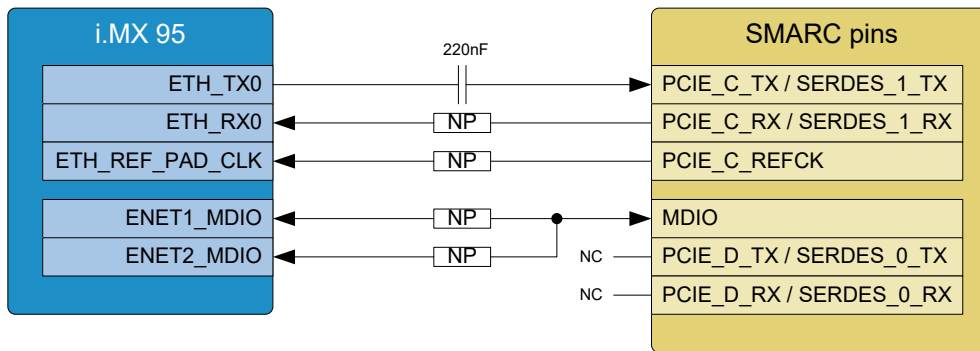 i.MX 95
SMARC pins
220nF
ETH_TX0
PCIE_C_TX / SERDES_1_TX
ETH_RX0
NP
PCIE_C_RX / SERDES_1_RX
ETH_REF_PAD_CLK
NP
PCIE_C_REFCK
ENET1_MDIO
NP
MDIO
ENET2_MDIO
NP
NC
PCIE_D_TX / SERDES_0_TX
NC
PCIE_D_RX / SERDES_0_RX